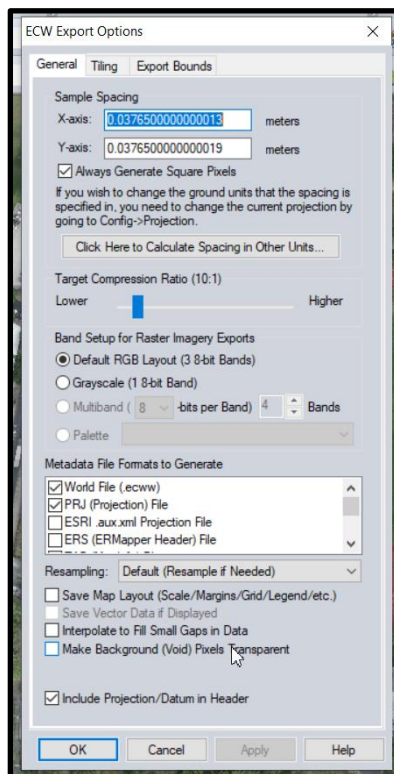 ECW Export Options
General Tiling Export Bounds
Sample Spacing
X-axis: 0.0376500000000013 meters
Y-axis: 0.0376500000000019 meters
Always Generate Square Pixels
If you wish to change the ground units that the spacing is
specified in, you need to change the current projection by
going to Config->Projection.
Click Here to Calculate Spacing in Other Units...
Target Compression Ratio (10:1)
Lower Higher
Band Setup for Raster Imagery Exports
Default RGB Layout (3 8-bit Bands)
Grayscale (1 8-bit Band)
Multiband ( 8 -bits per Band) 4 Bands
Palette
Metadata File Formats to Generate
World File (.ecww)
PRJ (Projection) File
ESRI .aux.xml Projection File
ERS (ERMapper Header) File
Resampling: Default (Resample if Needed)
Save Map Layout (Scale/Margins/Grid/Legend/etc.)
Save Vector Data if Displayed
Interpolate to Fill Small Gaps in Data
Make Background (Void) Pixels Transparent
Include Projection/Datum in Header
OK Cancel Apply Help